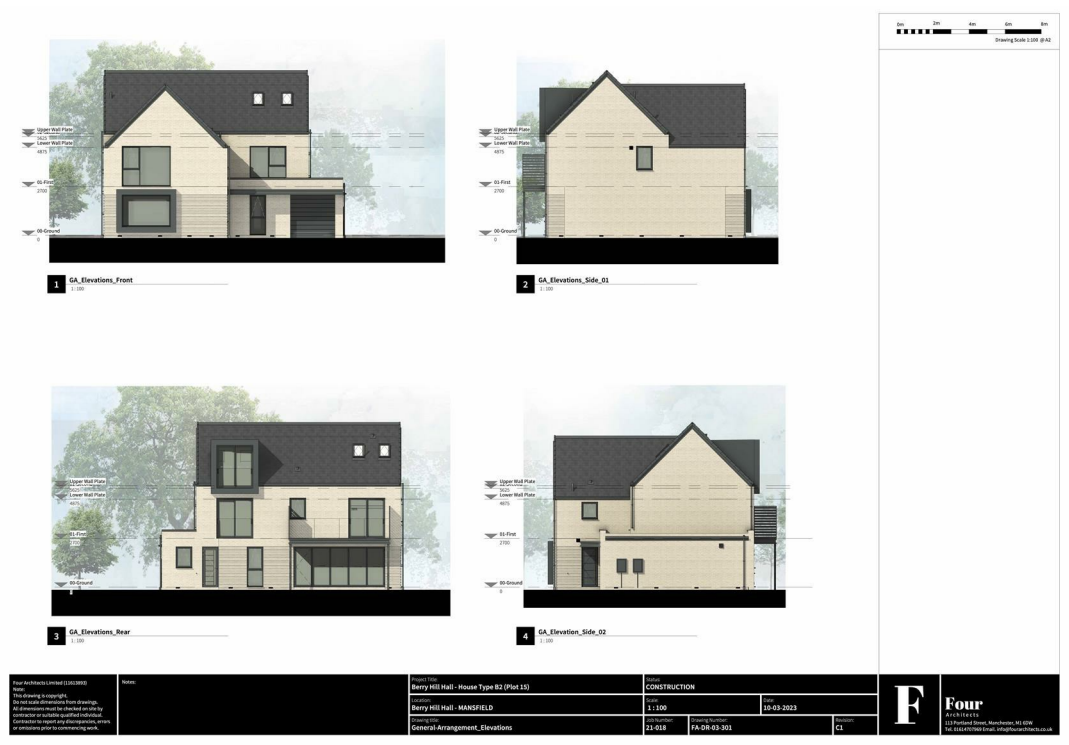 0m 2m 4m 6m 8m
Drawing Scale 1:100 @ A2
Upper Wall Plate
5625
Lower Wall Plate
4875
01-First
2700
00-Ground
0
1 GA_Elevations_Front
1 : 100
Upper Wall Plate
5625
Lower Wall Plate
4875
01-First
2700
00-Ground
0
2 GA_Elevations_Side_01
1 : 100
Upper Wall Plate
5625
Lower Wall Plate
4875
01-First
2700
00-Ground
3 GA_Elevations_Rear
1 : 100
Upper Wall Plate
5625
Lower Wall Plate
4875
01-First
2700
00-Ground
0
4 GA_Elevation_Side_02
1 : 100
Four Architects Limited (11613893)
Note:
This drawing is copyright.
Do not scale dimensions from drawings.
All dimensions must be checked on site by
contractor or suitable qualified individual.
Contractor to report any discrepancies, errors
or omissions prior to commencing work.
Notes:
Project Title:
Berry Hill Hall - House Type B2 (Plot 15)
Location:
Berry Hill Hall - MANSFIELD
Drawing title:
General-Arrangement_Elevations
Status:
CONSTRUCTION
Scale:
1 : 100
Date:
10-03-2023
Job Number:
21-018
Drawing Number:
FA-DR-03-301
Revision:
C1
F
Four
Architects
113 Portland Street, Manchester, M1 6DW
Tel. 01614707969 Email. info@fourarchitects.co.uk